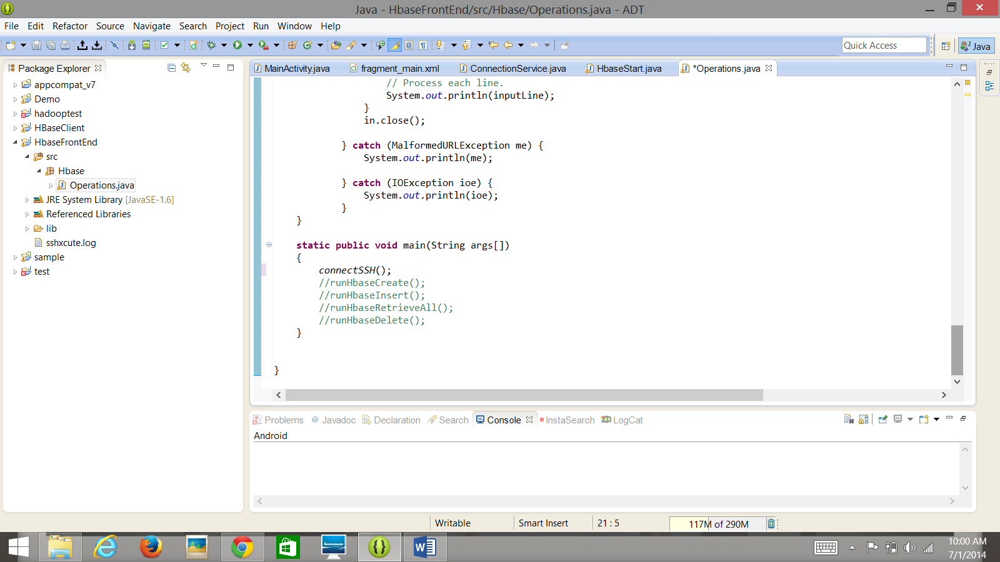 Java - HbaseFrontEnd/src/Hbase/Operations.java - ADT
File Edit Refactor Source Navigate Search Project Run Window Help
Quick Access
Java
Package Explorer
appcompat_v7
Demo
hadooptest
HBaseClient
HbaseFrontEnd
src
Hbase
Operations.java
JRE System Library [JavaSE-1.6]
Referenced Libraries
lib
sshxcute.log
sample
test
MainActivity.java fragment_main.xml ConnectionService.java HbaseStart.java *Operations.java
// Process each line.
System.out.println(inputLine);
}
in.close();
} catch (MalformedURLException me) {
System.out.println(me);
} catch (IOException ioe) {
System.out.println(ioe);
}
}
static public void main(String args[])
{
connectSSH();
//runHbaseCreate();
//runHbaseInsert();
//runHbaseRetrieveAll();
//runHbaseDelete();
}
}
Problems @ Javadoc Declaration Search Console InstaSearch LogCat
Android
Writable Smart Insert 21 : 5 117M of 290M
lenovo
10:00 AM
7/1/2014